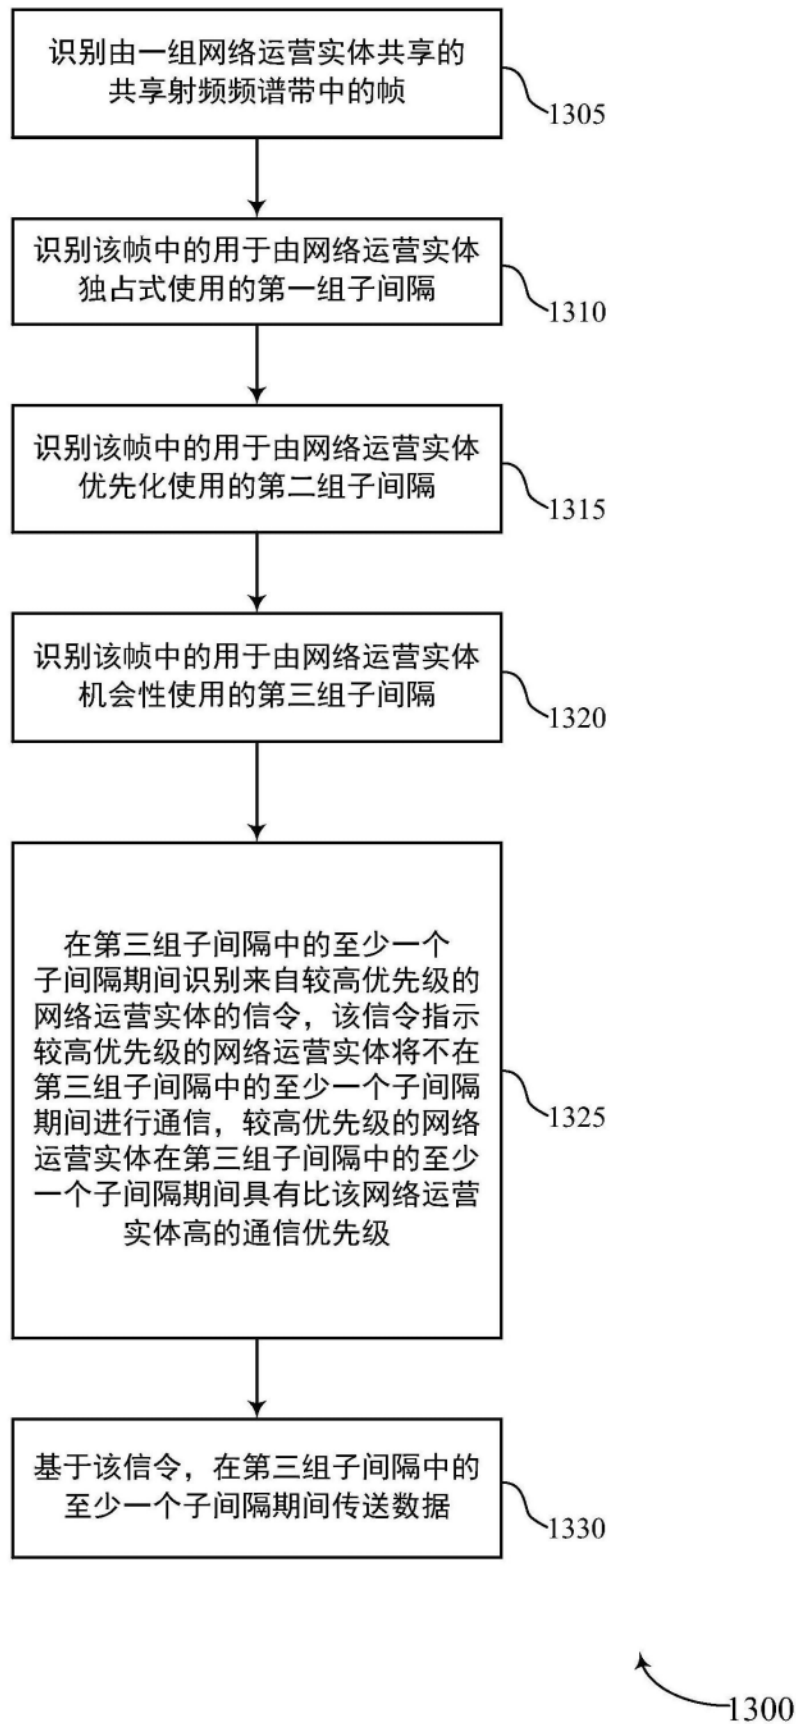 识别由一组网络运营实体共享的
共享射频频谱带中的帧
1305
识别该帧中的用于由网络运营实体
独占式使用的第一组子间隔
1310
识别该帧中的用于由网络运营实体
优先化使用的第二组子间隔
1315
识别该帧中的用于由网络运营实体
机会性使用的第三组子间隔
1320
在第三组子间隔中的至少一个
子间隔期间识别来自较高优先级的
网络运营实体的信令，该信令指示
较高优先级的网络运营实体将不在
第三组子间隔中的至少一个子间隔
期间进行通信，较高优先级的网络
运营实体在第三组子间隔中的至少
一个子间隔期间具有比该网络运营
实体高的通信优先级
1325
基于该信令，在第三组子间隔中的
至少一个子间隔期间传送数据
1330
1300